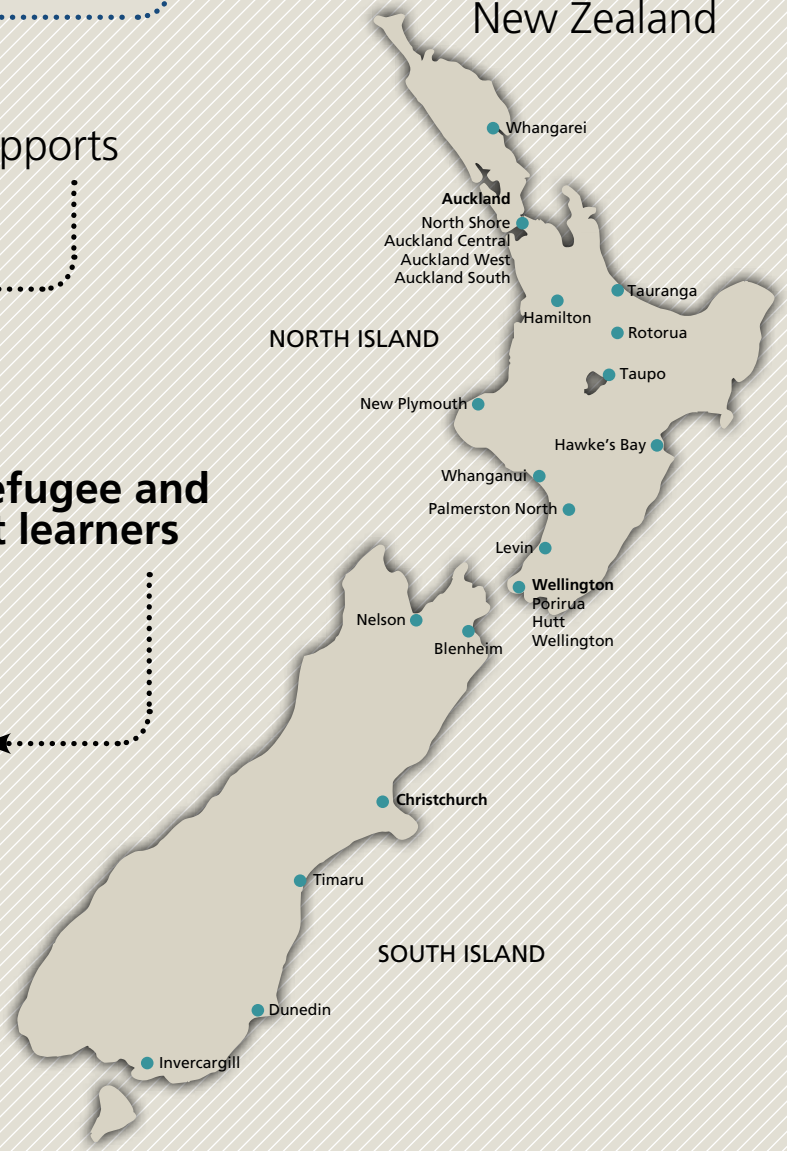 New Zealand
pports
Whangarei
Auckland
North Shore
Auckland Central
Auckland West
Auckland South
Tauranga
Hamilton
NORTH ISLAND
Rotorua
Taupo
New Plymouth
Hawke's Bay
Whanganui
efugee and
t learners
Palmerston North
Levin
Wellington
Porirua
Hutt
Wellington
Nelson
Blenheim
Christchurch
Timaru
SOUTH ISLAND
Dunedin
Invercargill